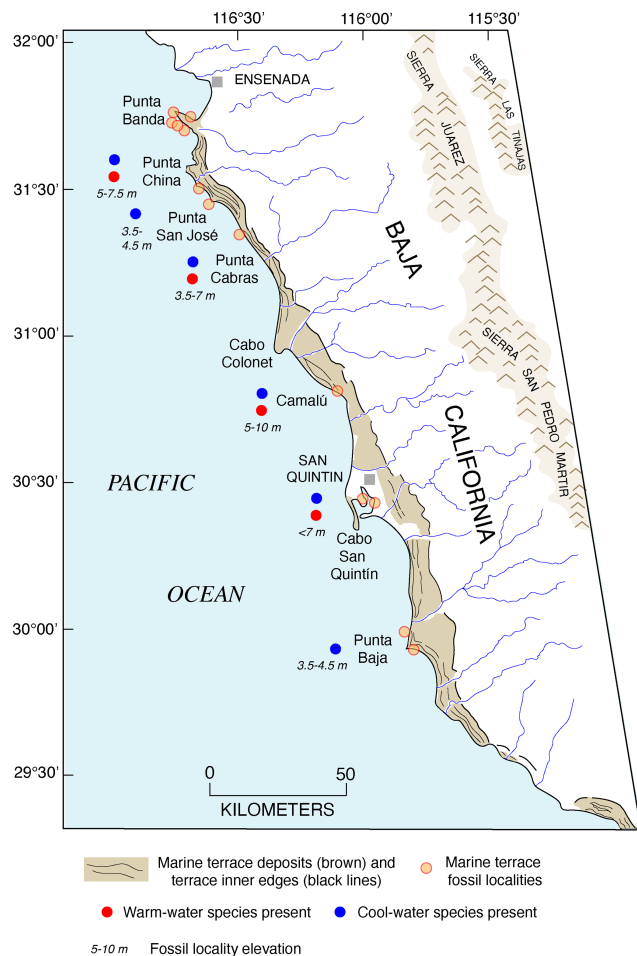 116°30' 116°00' 115°30'
32°00'
ENSENADA
SIERRA
JUAREZ
SIERRA
LAS
TINAJAS
Punta
Banda
Punta
China
31°30'
5-7.5 m
3.5-
4.5 m
Punta
San José
Punta
Cabras
3.5-7 m
BAJA
CALIFORNIA
31°00'
Cabo
Colonet
SIERRA
SAN
PEDRO
MARTIR
Camalú
5-10 m
SAN
QUINTIN
30°30'
PACIFIC
OCEAN
<7 m
Cabo
San
Quintín
30°00'
Punta
Baja
3.5-4.5 m
29°30'
0 50
KILOMETERS
Marine terrace deposits (brown) and
terrace inner edges (black lines)
Marine terrace
fossil localities
Warm-water species present
Cool-water species present
5-10 m Fossil locality elevation